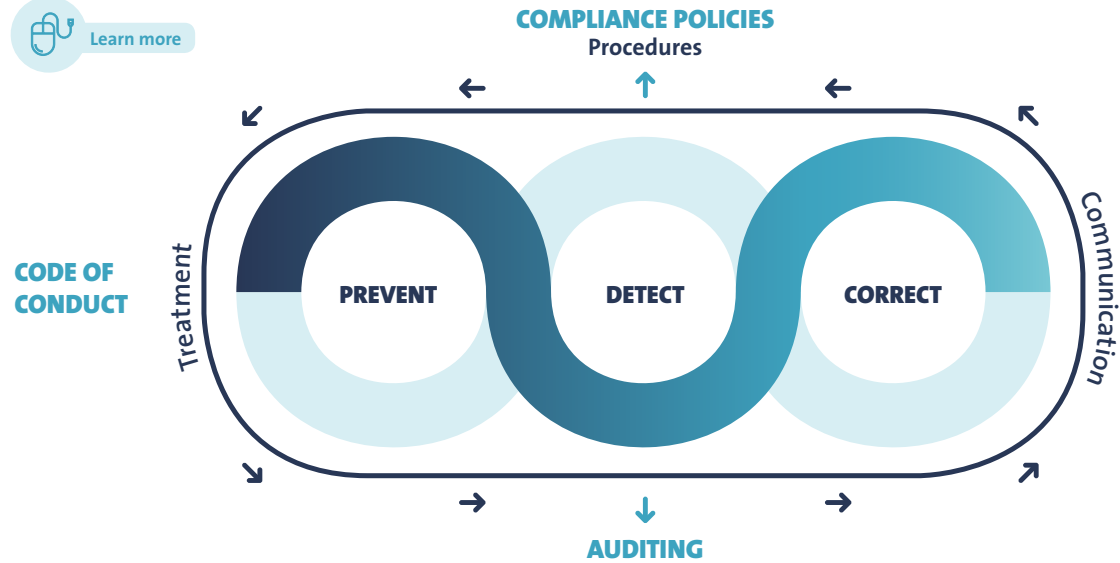 Learn more
COMPLIANCE POLICIES
Procedures
CODE OF
CONDUCT
Treatment
PREVENT
DETECT
CORRECT
Communication
AUDITING